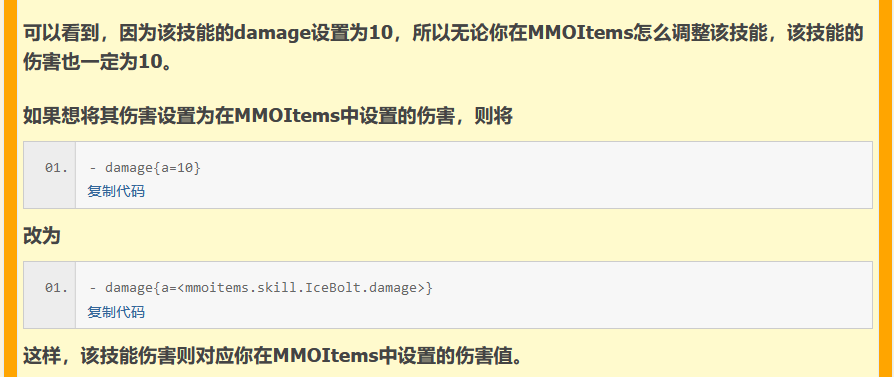 可以看到，因为该技能的damage设置为10，所以无论你在MMOItems怎么调整该技能，该技能的
伤害也一定为10。
如果想将其伤害设置为在MMOItems中设置的伤害，则将
01. - damage{a=10}
复制代码
改为
01. - damage{a=<mmoitems.skill.IceBolt.damage>}
复制代码
这样，该技能伤害则对应你在MMOItems中设置的伤害值。